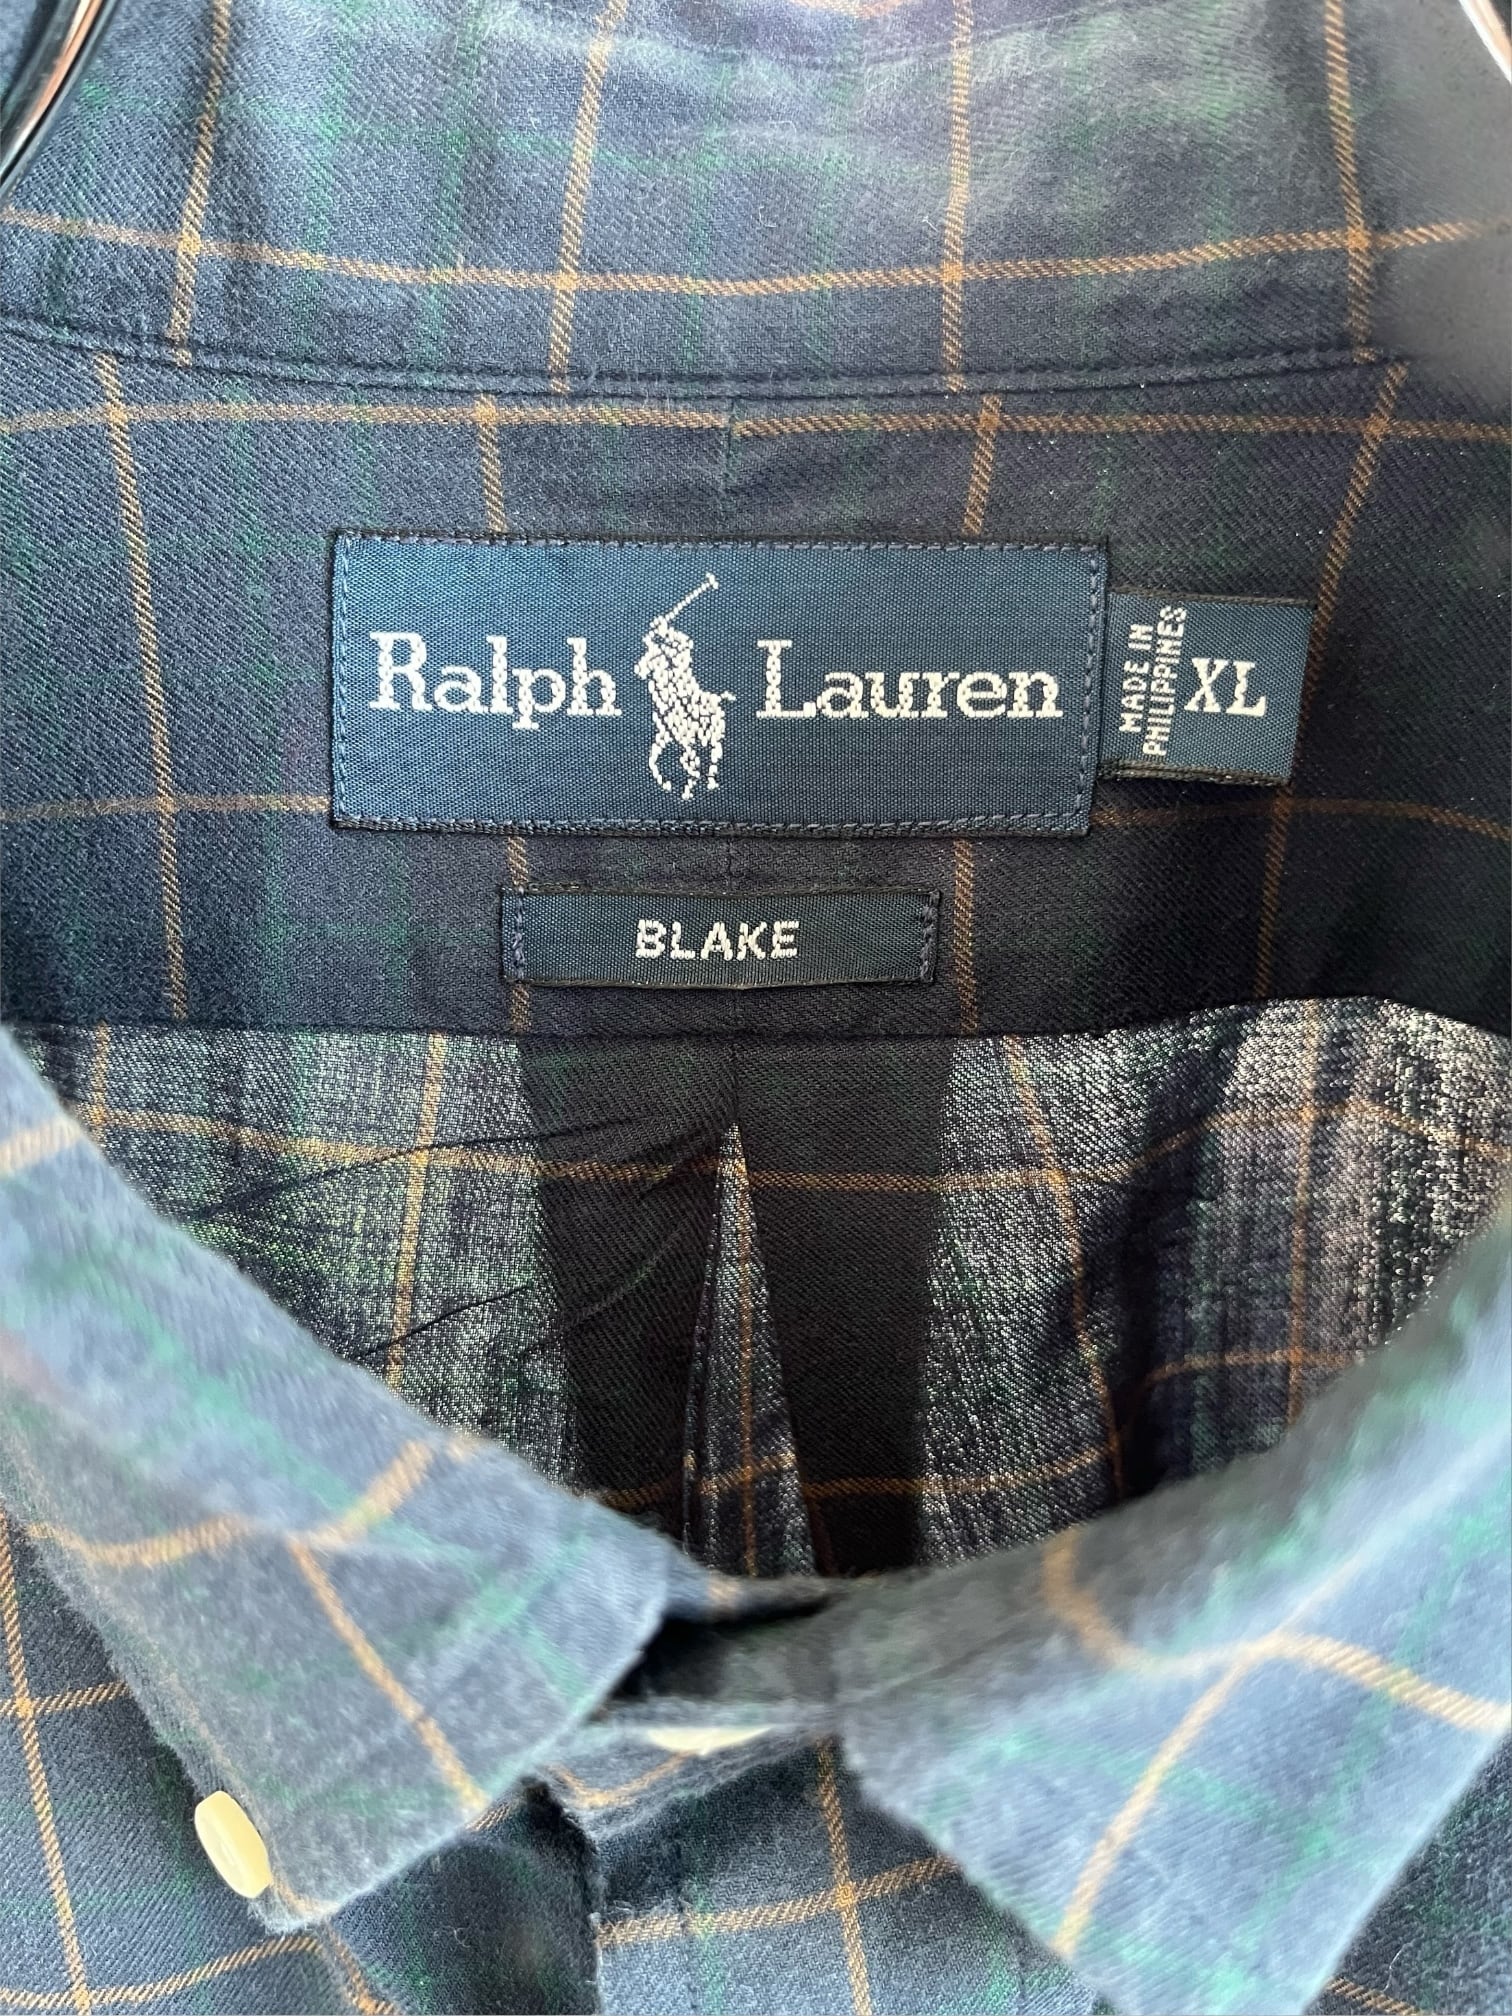 Ralph Lauren
MADE IN
PHILIPPINES
XL
BLAKE